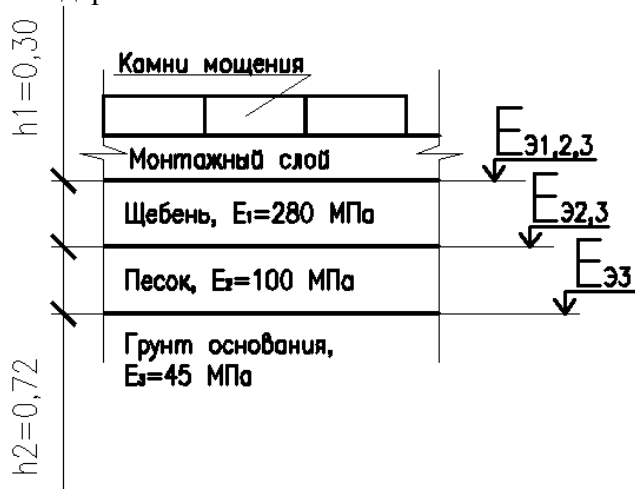 h1=0,30
Камни мощения
Монтажный слой
Eэ1,2,3
Щебень, E1=280 МПа
Eэ2,3
Песок, E2=100 МПа
Eэ3
Грунт основания,
E3=45 МПа
h2=0,72